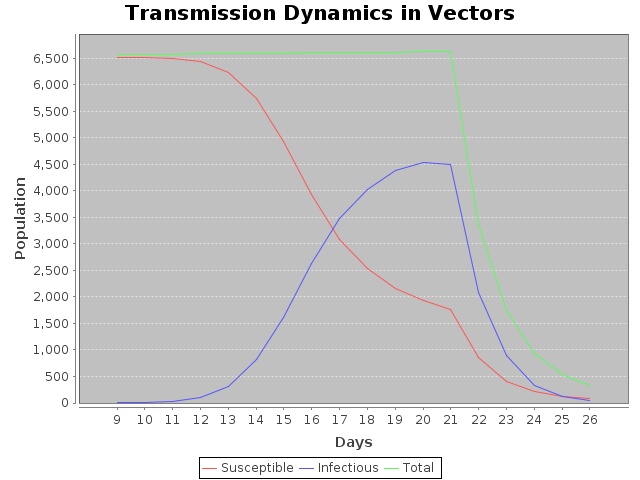 Transmission Dynamics in Vectors
Population
6,500
6,000
5,500
5,000
4,500
4,000
3,500
3,000
2,500
2,000
1,500
1,000
500
0
9 10 11 12 13 14 15 16 17 18 19 20 21 22 23 24 25 26
Days
Susceptible Infectious Total